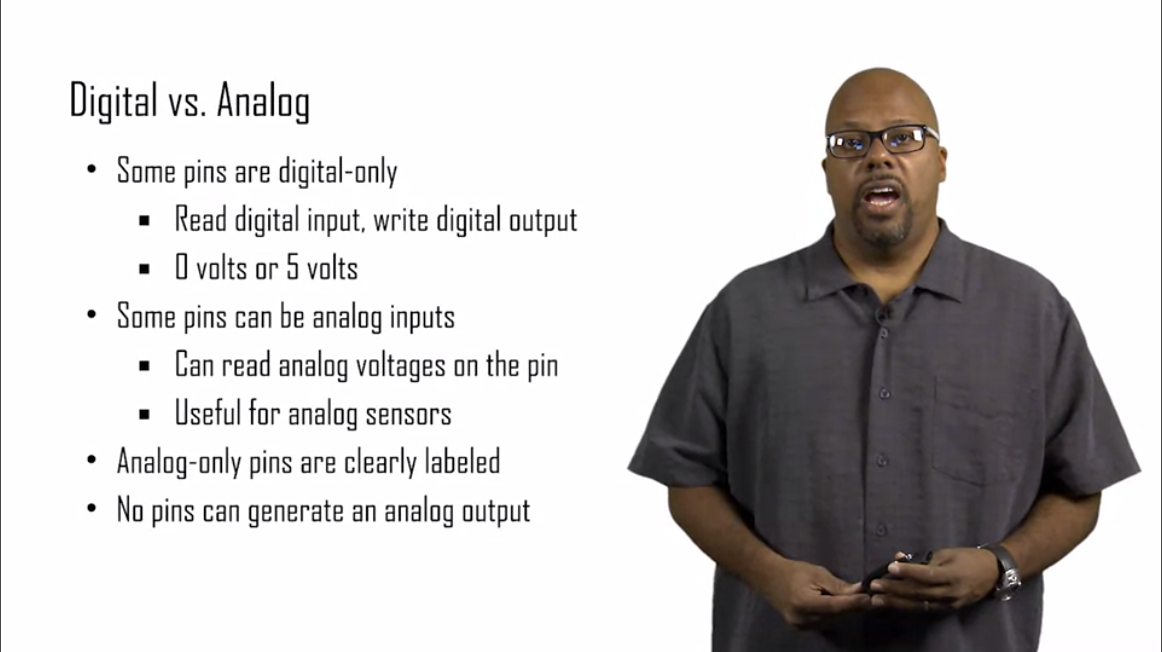 Digital vs. Analog
• Some pins are digital-only
▪ Read digital input, write digital output
▪ 0 volts or 5 volts
• Some pins can be analog inputs
▪ Can read analog voltages on the pin
▪ Useful for analog sensors
• Analog-only pins are clearly labeled
• No pins can generate an analog output